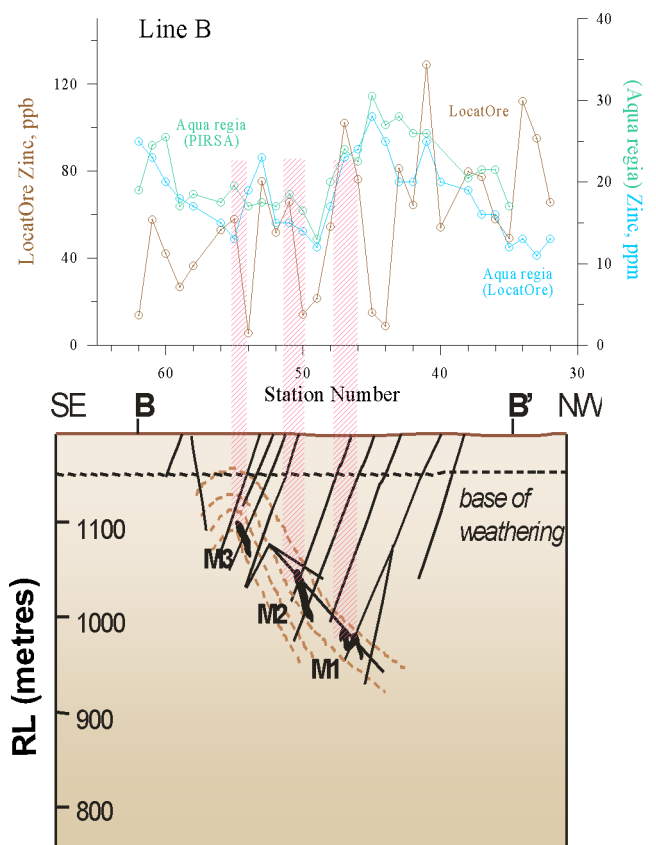 Line B
40
120
80
40
0
30
20
10
0
LocatOre Zinc, ppb
(Aqua regia) Zinc, ppm
Aqua regia
(PIRSA)
LocatOre
Aqua regia
(LocatOre)
60
50
40
30
Station Number
SE B B' NW
base of
weathering
1100
1000
900
800
RL (metres)
M3
M2
M1